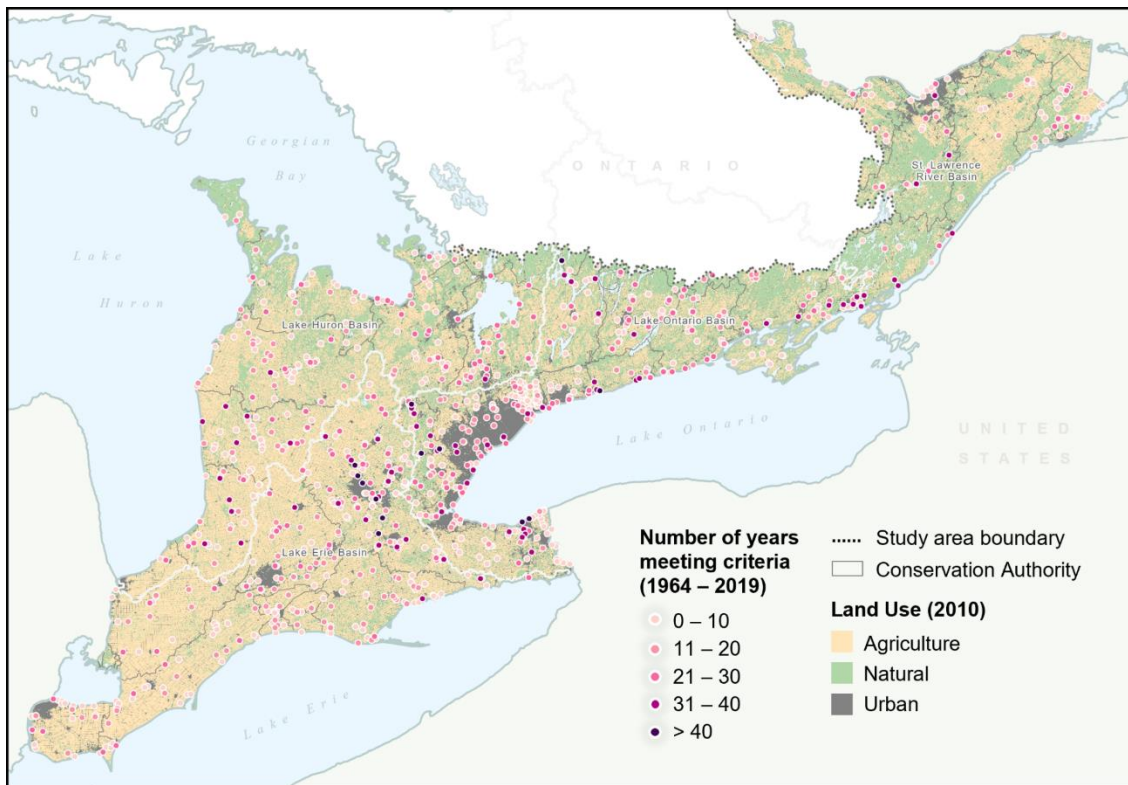 Georgian
Bay
ONTARIO
St. Lawrence
River Basin
Lake
Huron
Lake Huron Basin
Lake Ontario Basin
Lake Ontario
UNITED
STATES
Lake Erie Basin
Lake Erie
Number of years
meeting criteria
(1964 – 2019)
0 – 10
11 – 20
21 – 30
31 – 40
> 40
Study area boundary
Conservation Authority
Land Use (2010)
Agriculture
Natural
Urban